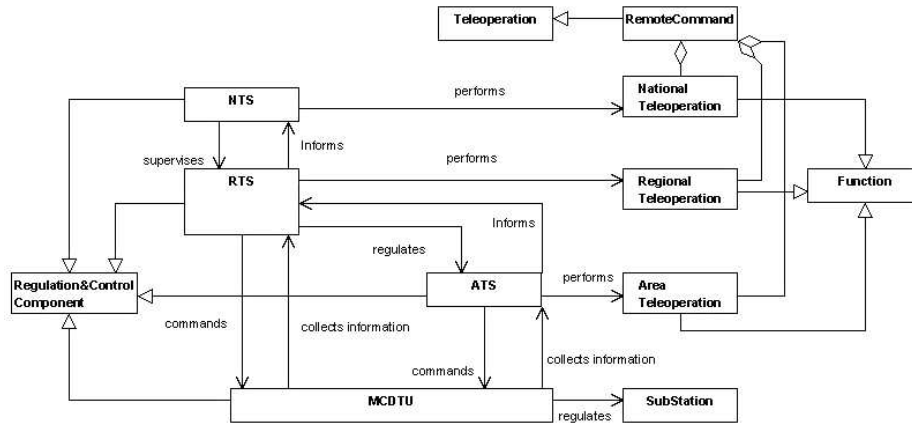 Teleoperation
RemoteCommand
NTS
performs
National
Teleoperation
supervises
Informs
performs
RTS
Regional
Teleoperation
Function
Informs
regulates
Regulation&Control
Component
ATS
performs
Area
Teleoperation
commands
collects information
commands
collects information
MCDTU
regulates
SubStation